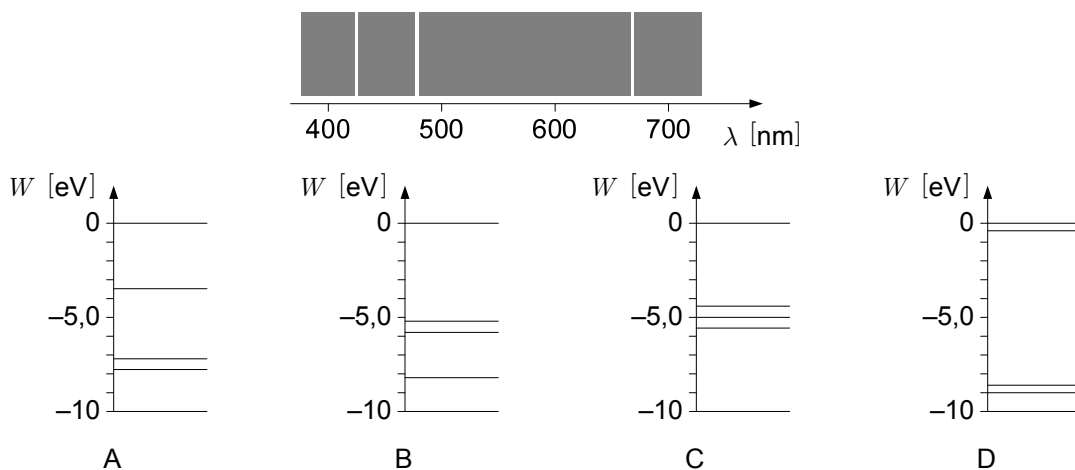 400 500 600 700 λ [nm]
W [eV] W [eV] W [eV] W [eV]
0 0 0 0
–5,0 –5,0 –5,0 –5,0
–10 –10 –10 –10
A B C D